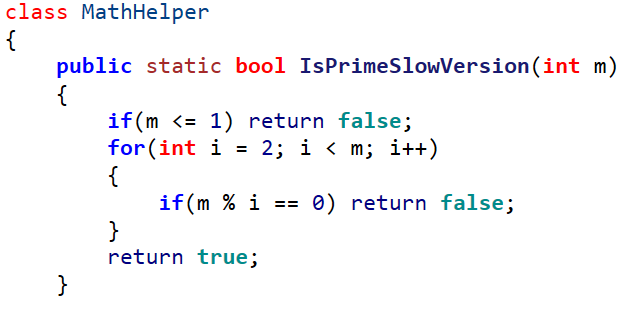 class MathHelper
{
    public static bool IsPrimeSlowVersion(int m)
    {
        if(m <= 1) return false;
        for(int i = 2; i < m; i++)
        {
            if(m % i == 0) return false;
        }
        return true;
    }